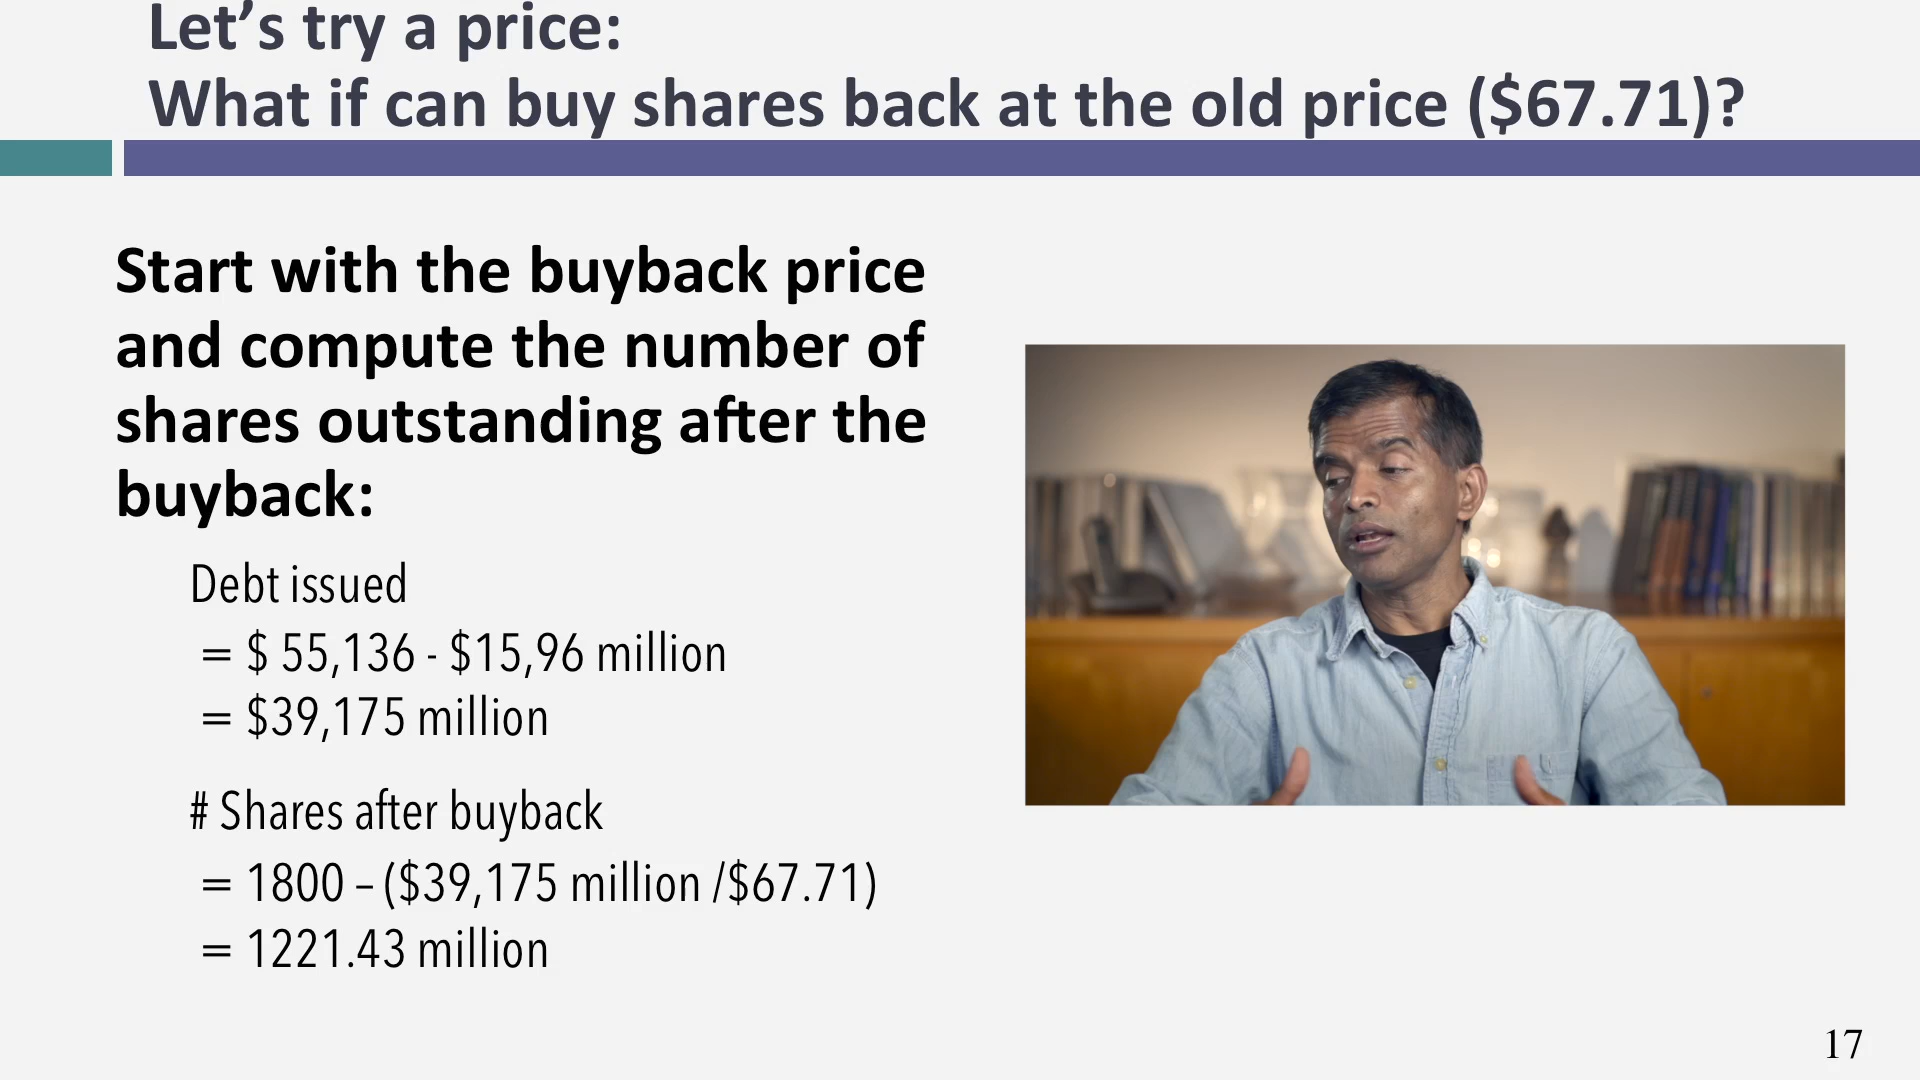 Let’s try a price:
What if can buy shares back at the old price ($67.71)?
Start with the buyback price
and compute the number of
shares outstanding after the
buyback:
Debt issued
= $ 55,136 - $15,96 million
= $39,175 million
# Shares after buyback
= 1800 – ($39,175 million /$67.71)
= 1221.43 million
17